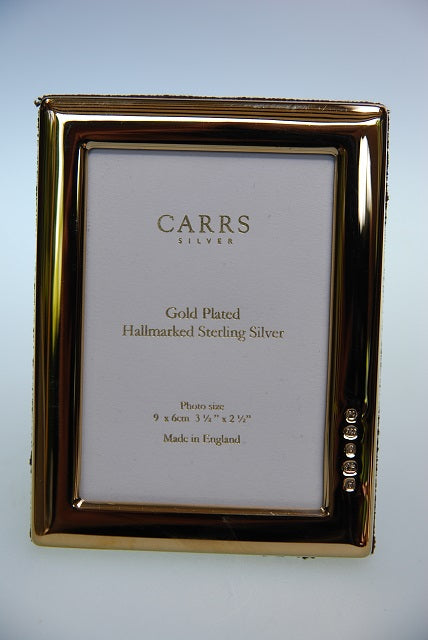 CARRS
SILVER
Gold Plated
Hallmarked Sterling Silver
Photo size
9 x 6cm 3 ½ " x 2 ½"
Made in England